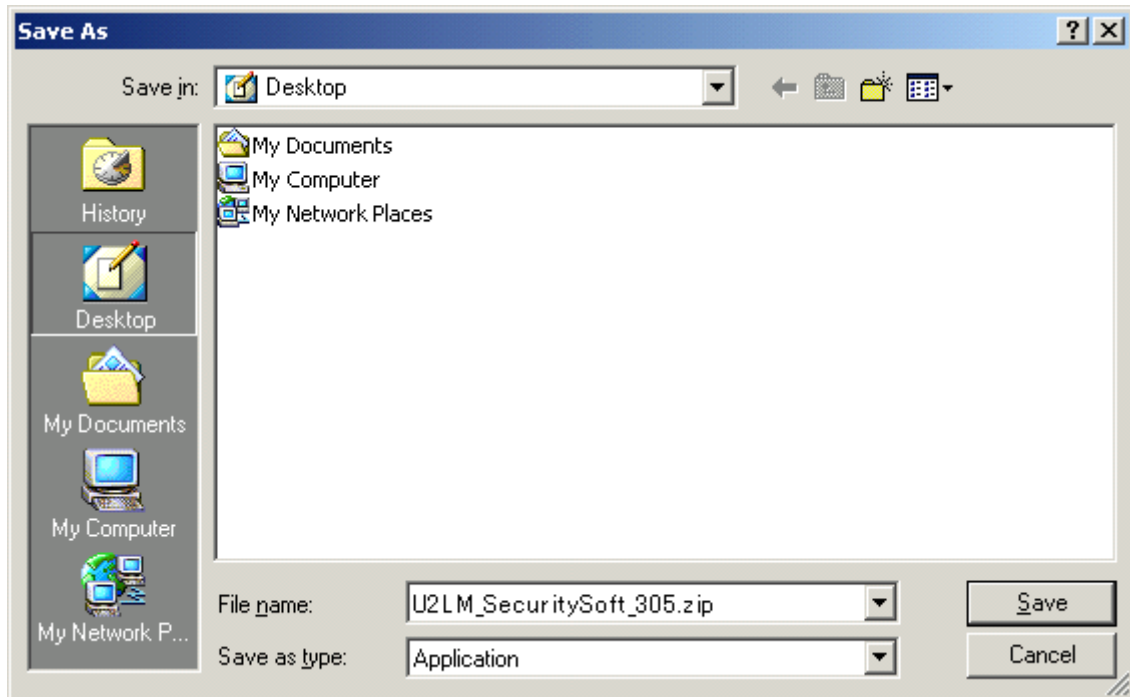 Save As
Save in: Desktop
History
Desktop
My Documents
My Computer
My Network P...
My Documents
My Computer
My Network Places
File name: U2LM_SecuritySoft_305.zip Save
Save as type: Application Cancel